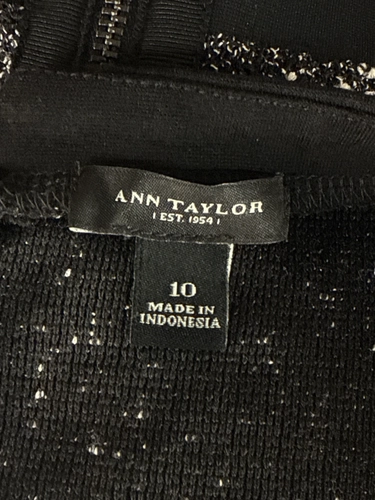 ANN TAYLOR
| EST. 1954 |
10
MADE IN
INDONESIA